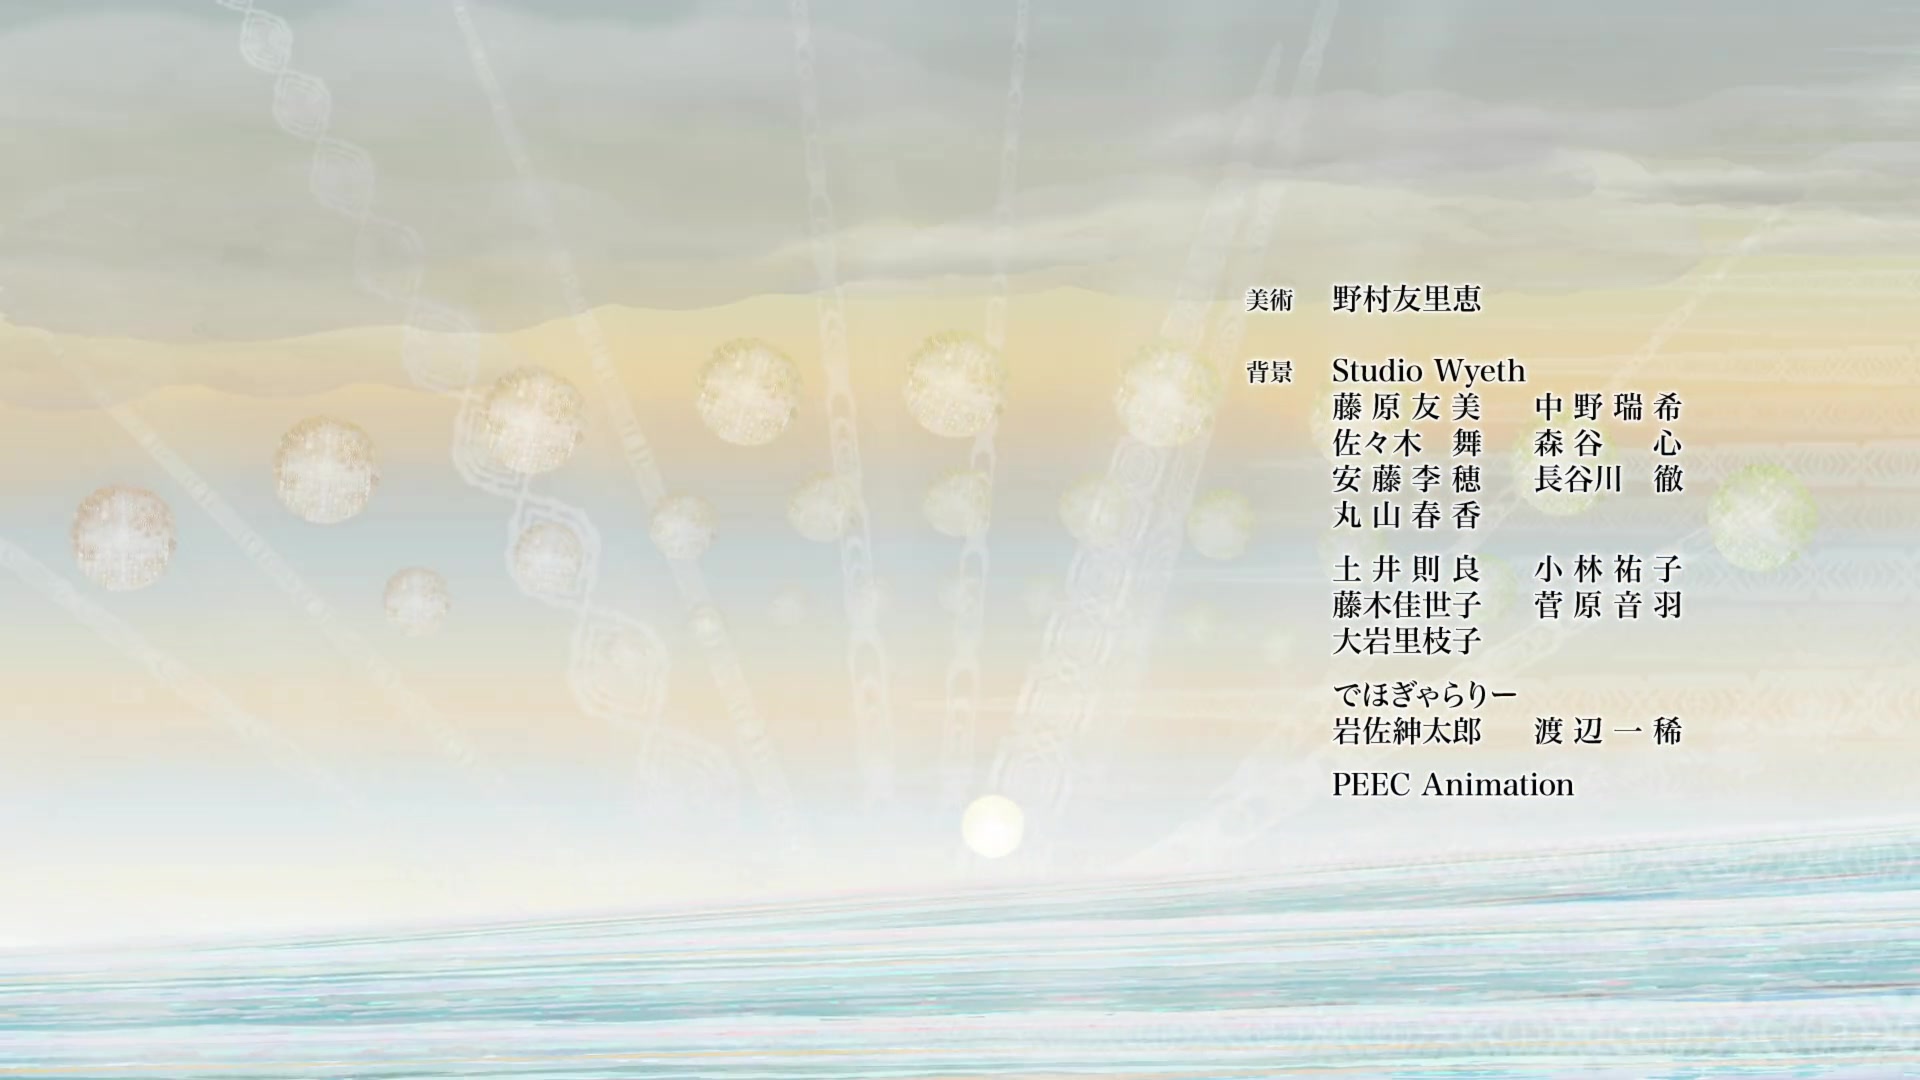 美術 野村友里恵
背景 Studio Wyeth
藤原友美 中野瑞希
佐々木 舞 森谷 心
安藤李穂 長谷川 徹
丸山春香
土井則良 小林祐子
藤木佳世子 菅原音羽
大岩里枝子
でほぎゃらりー
岩佐紳太郎 渡辺一稀
PEEC Animation